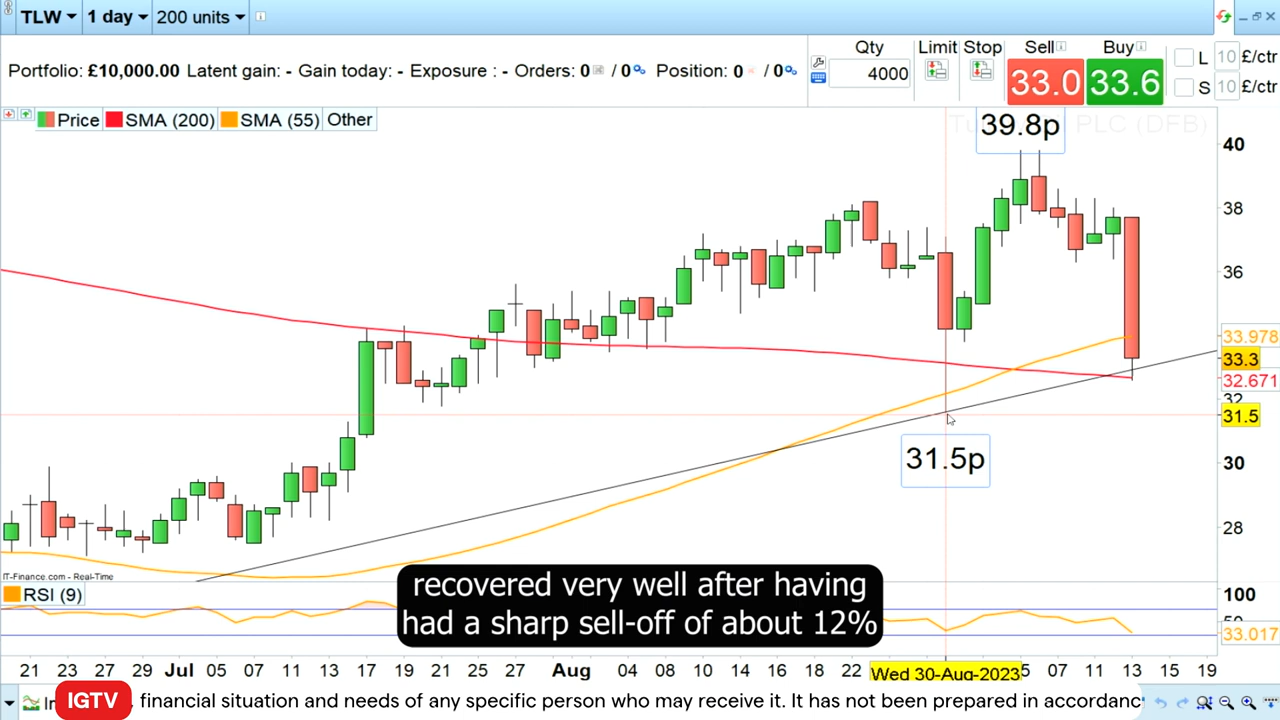 TLW 1 day 200 units
Portfolio: £10,000.00 Latent gain: - Gain today: - Exposure : - Orders: 0 / 0 Position: 0 / 0
Qty Limit Stop Sell Buy
4000 33.0 33.6
L 10 £/ctr
S 10 £/ctr
Price SMA (200) SMA (55) Other
39.8p
PLC (DFB)
40
38
36
33.978
33.3
32.671
32
31.5
31.5p
30
28
IT-Finance.com - Real-Time
recovered very well after having
had a sharp sell-off of about 12%
RSI (9)
100
50
33.017
21 23 27 29 Jul 05 07 11 13 17 19 21 25 27 Aug 04 08 10 14 16 18 22 Wed 30-Aug-2023 5 07 11 13 15 19
IGTV financial situation and needs of any specific person who may receive it. It has not been prepared in accordanc